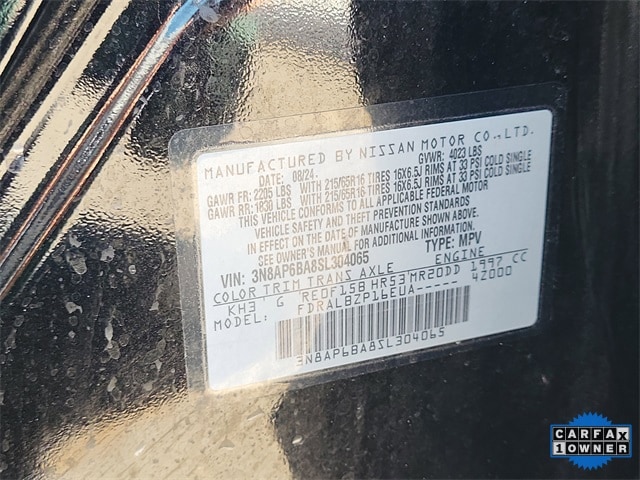 MANUFACTURED BY NISSAN MOTOR CO., LTD.
DATE: 08/24 GVWR: 4023 LBS
GAWR FR: 2205 LBS WITH 215/65R16 TIRES 16X6.5J RIMS AT 33 PSI COLD SINGLE
GAWR RR: 1830 LBS WITH 215/65R16 TIRES 16X6.5J RIMS AT 33 PSI COLD SINGLE
THIS VEHICLE CONFORMS TO ALL APPLICABLE FEDERAL MOTOR
VEHICLE SAFETY AND THEFT PREVENTION STANDARDS
IN EFFECT ON THE DATE OF MANUFACTURE SHOWN ABOVE.
SEE OWNER'S MANUAL FOR ADDITIONAL INFORMATION
VIN: 3N8AP6BA8SL304065 TYPE: MPV
COLOR TRIM TRANS AXLE ENGINE
KH3 G RE0F15B HR53 MR20DD 1997 CC
MODEL: FDRALBZP16EUA----- 42000
3N8AP6BA8SL304065
CARFAX
1 OWNER